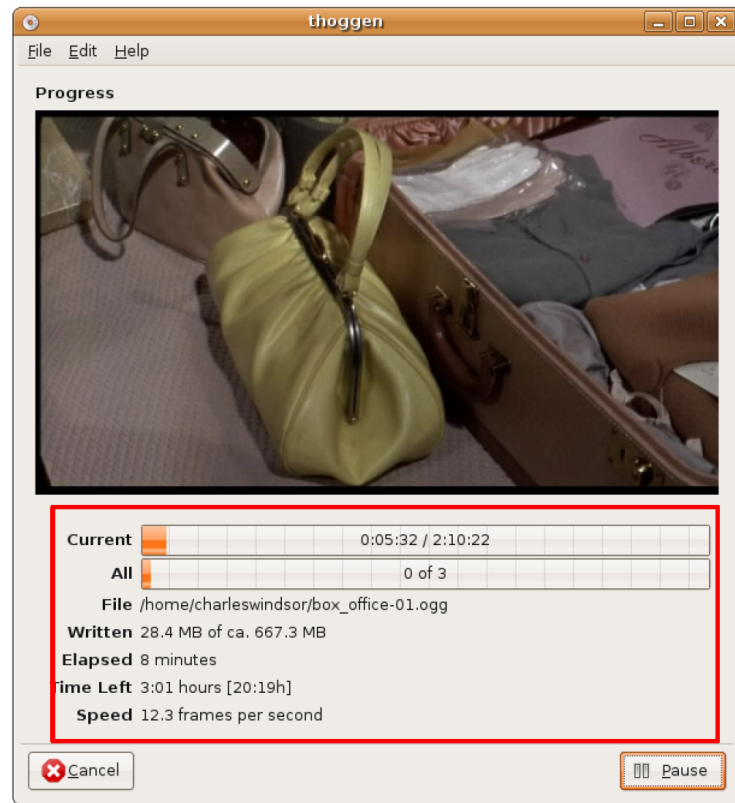 thoggen
File Edit Help
Progress
Albero
Current 0:05:32 / 2:10:22
All 0 of 3
File /home/charleswindsor/box_office-01.ogg
Written 28.4 MB of ca. 667.3 MB
Elapsed 8 minutes
Time Left 3:01 hours [20:19h]
Speed 12.3 frames per second
Cancel Pause